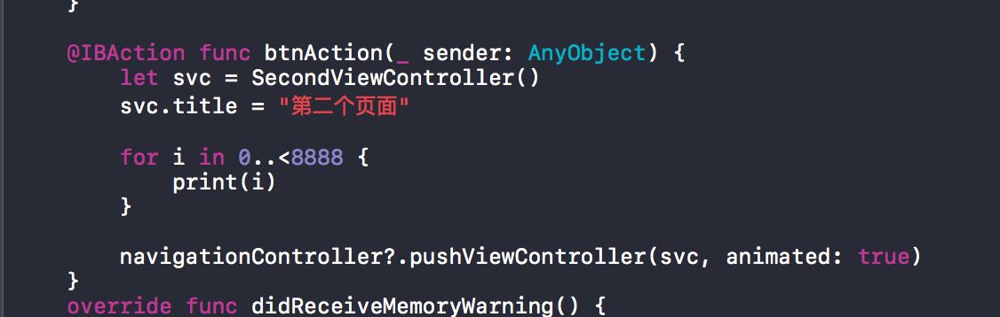 }
@IBAction func btnAction(_ sender: AnyObject) {
let svc = SecondViewController()
svc.title = "第二个页面"
for i in 0..<8888 {
print(i)
}
navigationController?.pushViewController(svc, animated: true)
}
override func didReceiveMemoryWarning() {